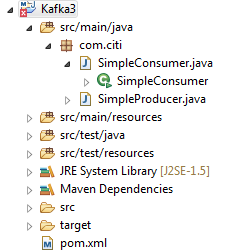 Kafka3
src/main/java
com.citi
SimpleConsumer.java
SimpleConsumer
SimpleProducer.java
src/main/resources
src/test/java
src/test/resources
JRE System Library [J2SE-1.5]
Maven Dependencies
src
target
pom.xml